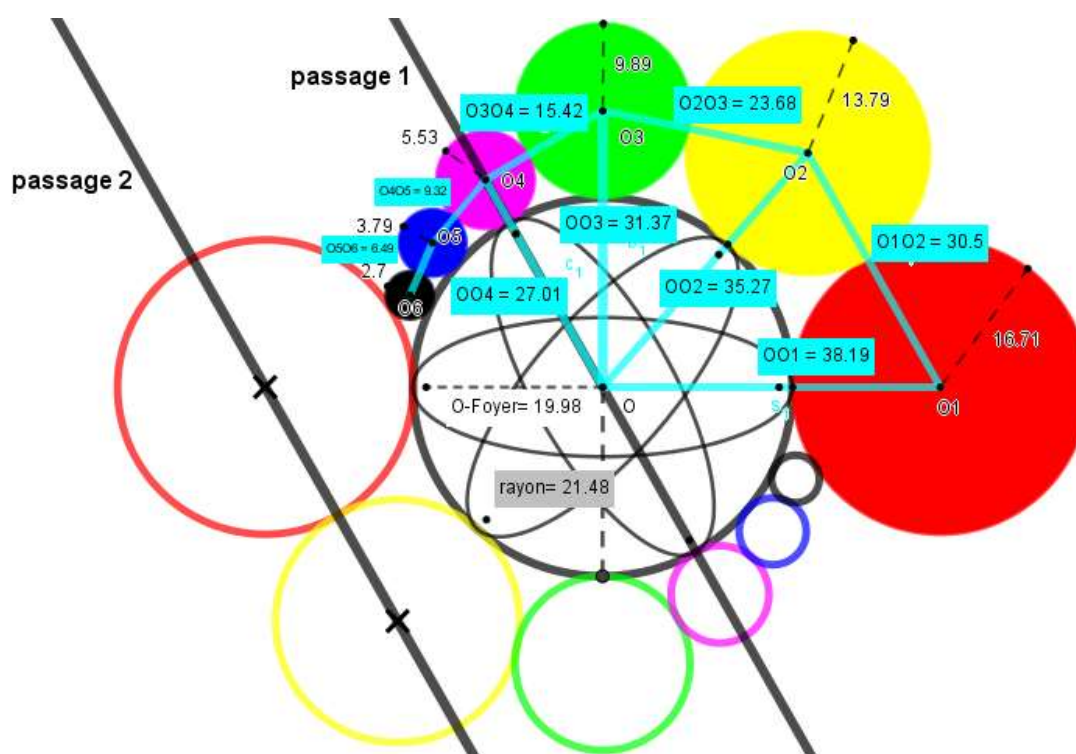 passage 1
9.89
O3O4 = 15.42
O2O3 = 23.68
13.79
5.53
O3
passage 2
O4
O2
O4O5 = 9.32
3.79
O5
OO3 = 31.37
O1O2 = 30.5
O5O6 = 6.49
c1
2.7
O6
OO4 = 27.01
OO2 = 35.27
16.71
OO1 = 38.19
O-Foyer= 19.98
O
s1
O1
rayon= 21.48